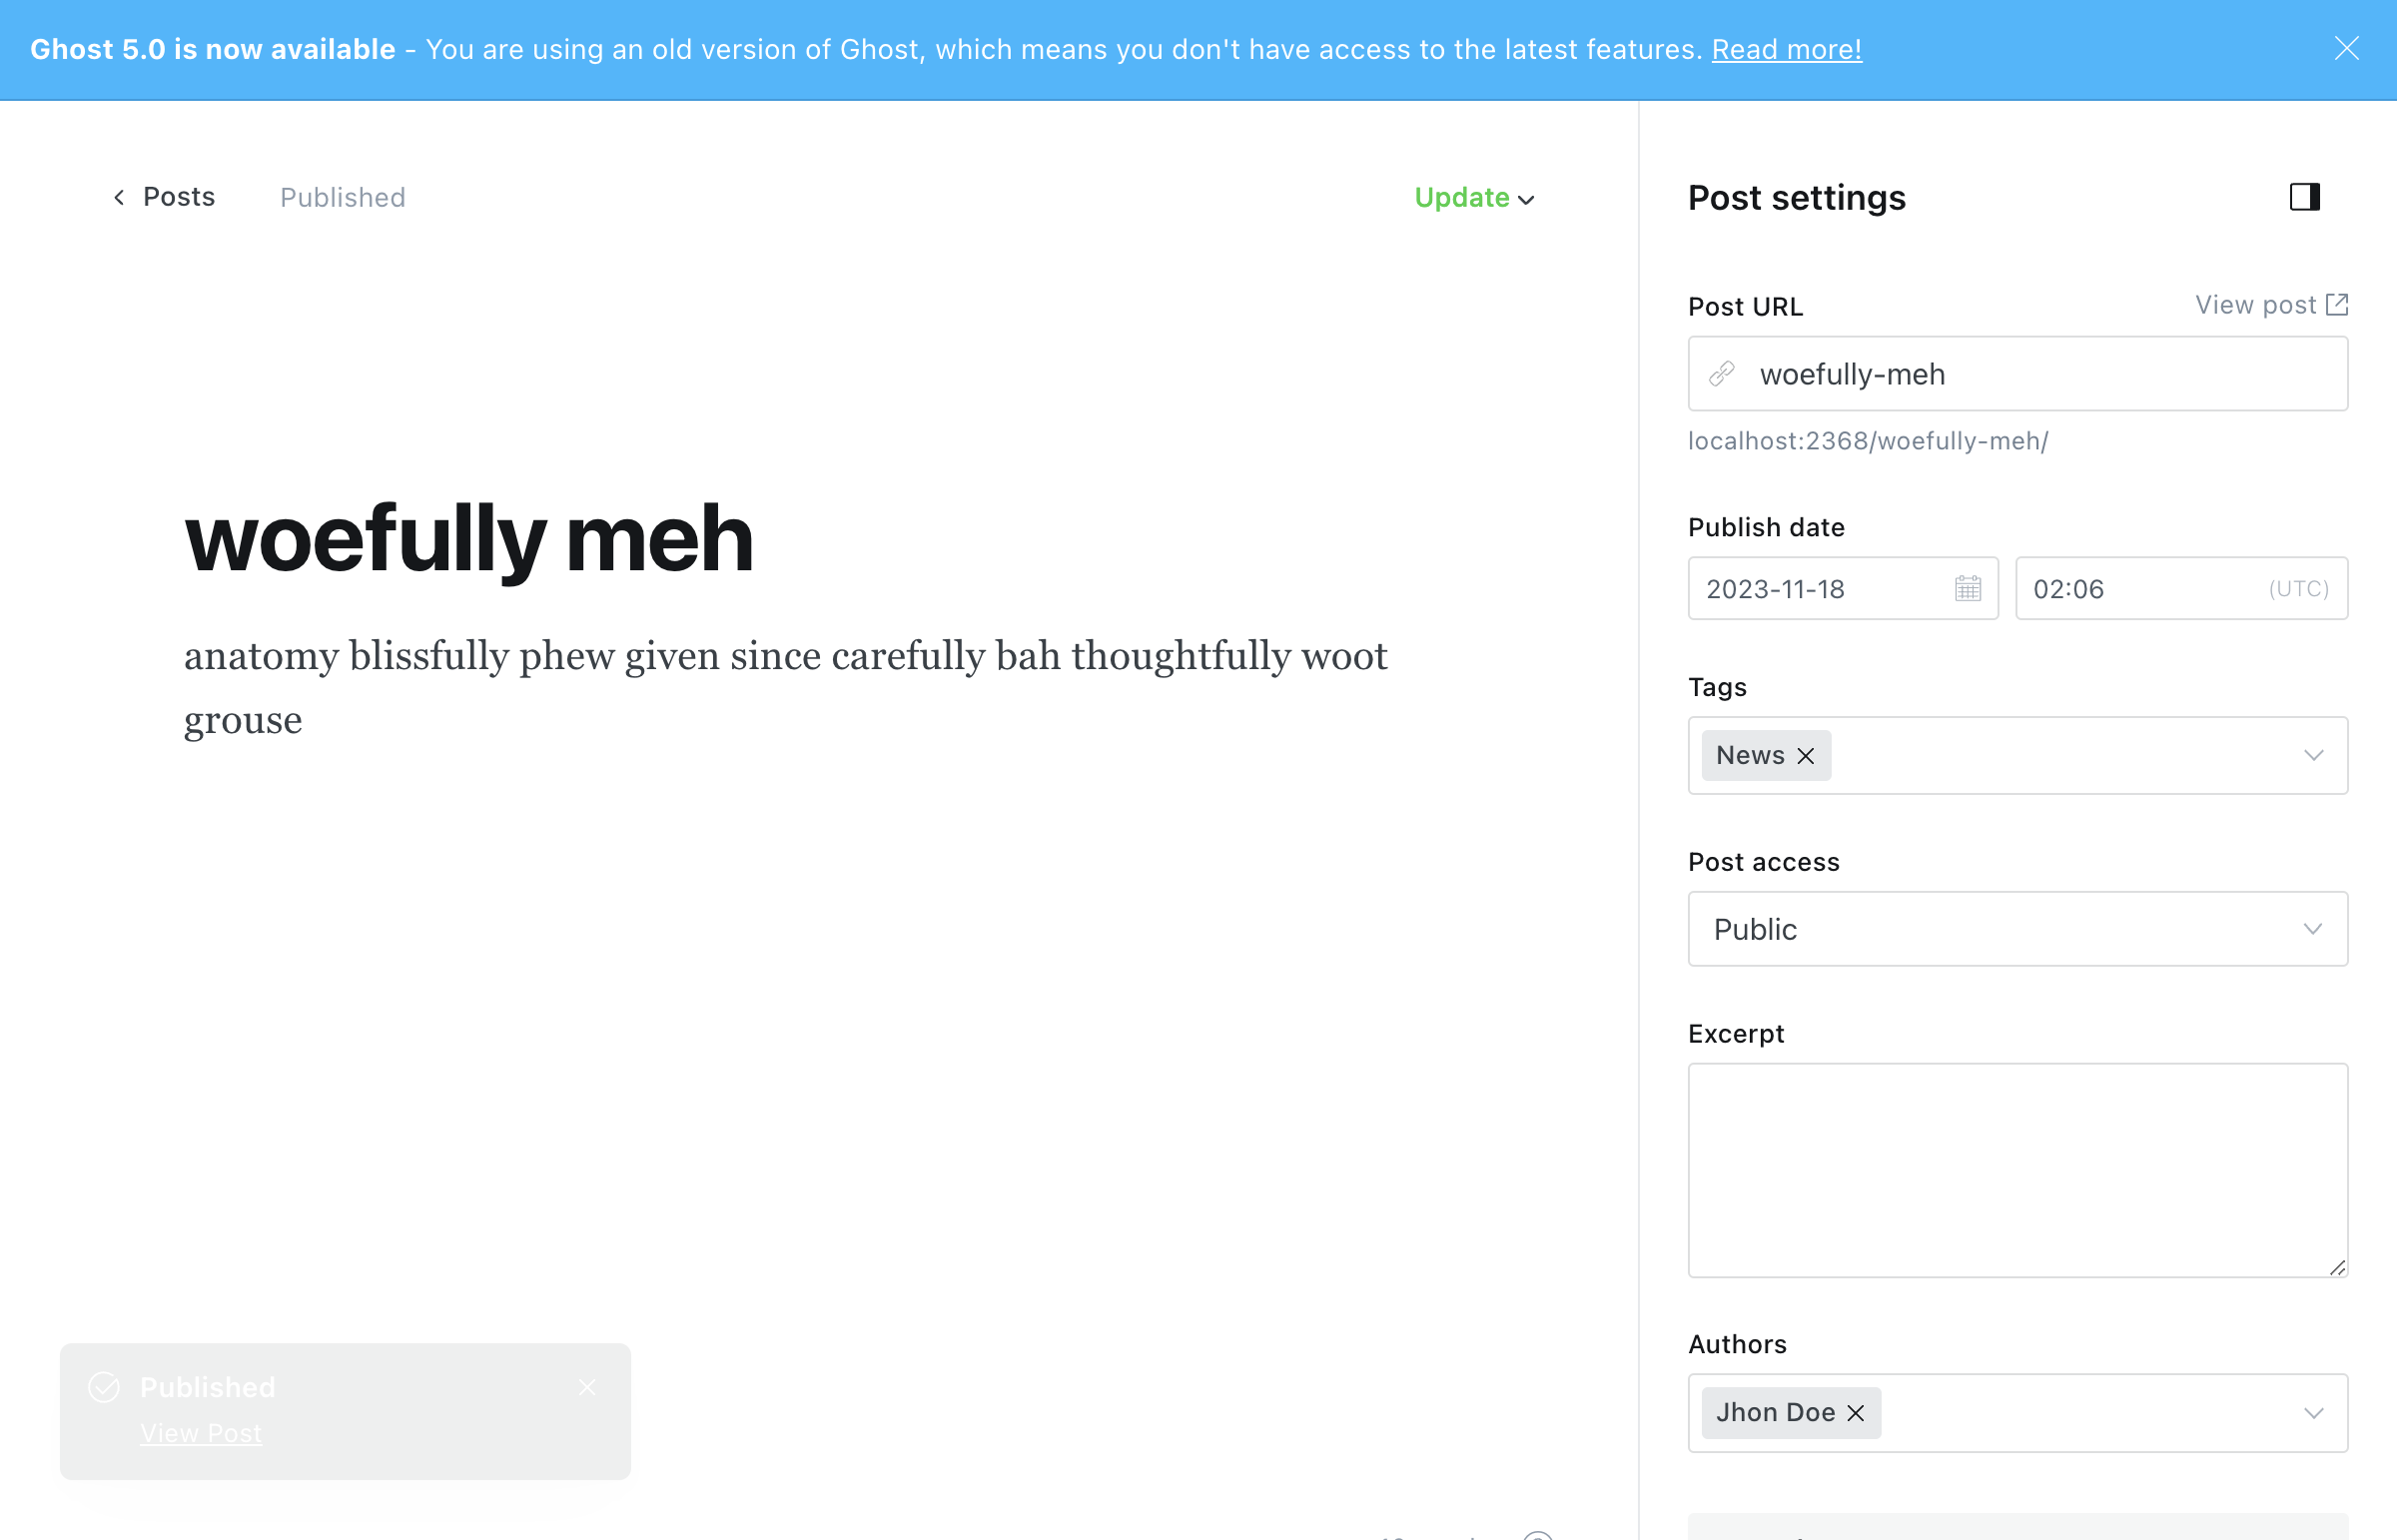 Ghost 5.0 is now available - You are using an old version of Ghost, which means you don't have access to the latest features. Read more!
Posts
Published
Update
woefully meh
anatomy blissfully phew given since carefully bah thoughtfully woot
grouse
Published
View Post
Post settings
Post URL
View post
woefully-meh
localhost:2368/woefully-meh/
Publish date
2023-11-18
02:06
(UTC)
Tags
News
Post access
Public
Excerpt
Authors
Jhon Doe